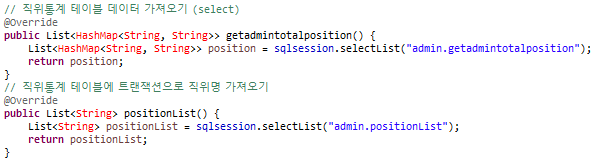 // 직위통계 테이블 데이터 가져오기 (select)
@Override
public List<HashMap<String, String>> getadmintotalposition() {
List<HashMap<String, String>> position = sqlsession.selectList("admin.getadmintotalposition");
return position;
}
// 직위통계 테이블에 트랜잭션으로 직위명 가져오기
@Override
public List<String> positionList() {
List<String> positionList = sqlsession.selectList("admin.positionList");
return positionList;
}